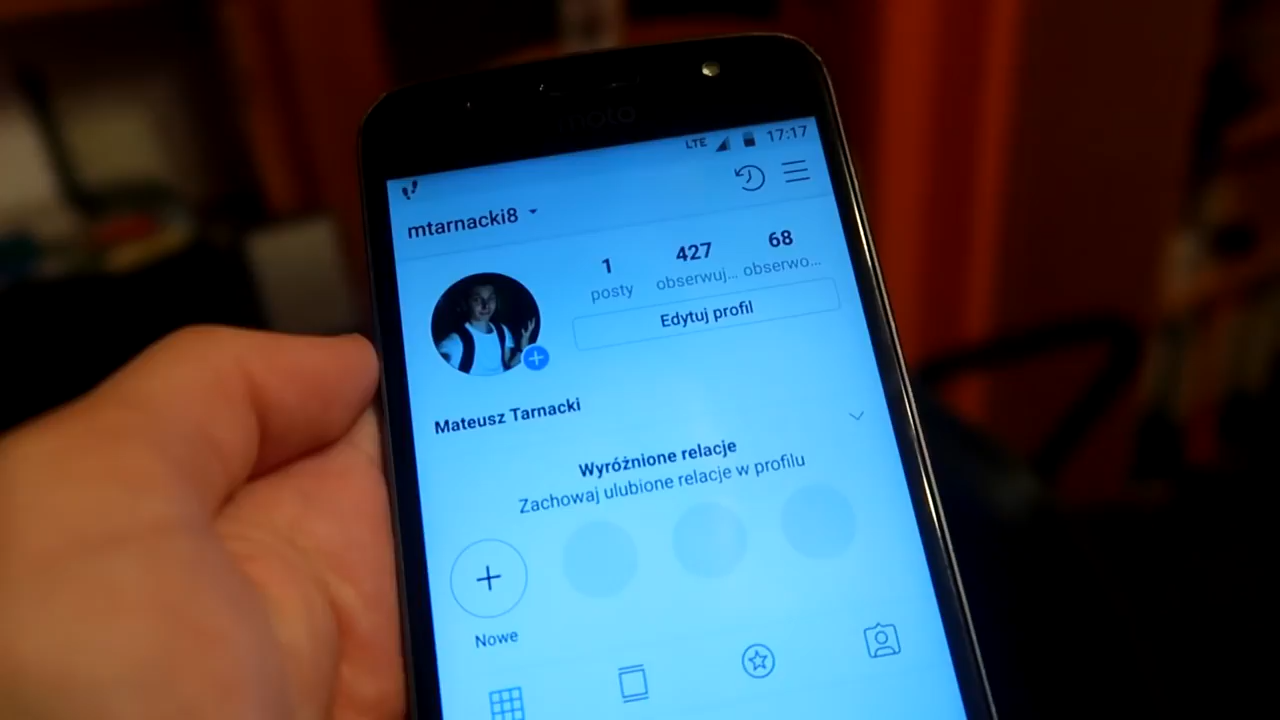 moto
LTE 17:17
mtarnacki8
1 427 68
posty obserwuj... obserwo...
Edytuj profil
Mateusz Tarnacki
Wyróżnione relacje
Zachowaj ulubione relacje w profilu
Nowe